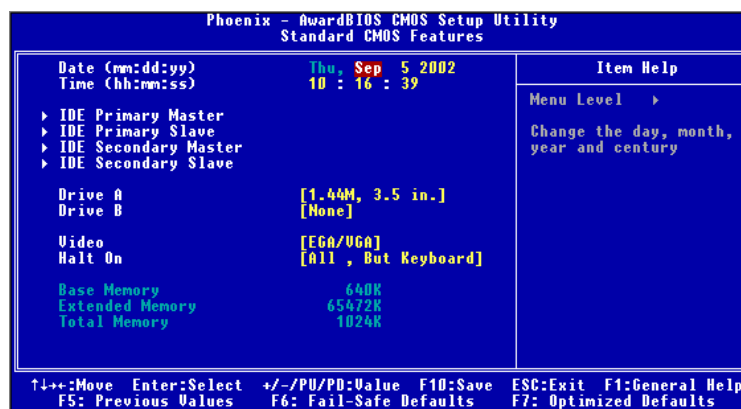 Phoenix - AwardBIOS CMOS Setup Utility
Standard CMOS Features
Date (mm:dd:yy) Thu, Sep 5 2002
Time (hh:mm:ss) 10 : 16 : 39
▸ IDE Primary Master
▸ IDE Primary Slave
▸ IDE Secondary Master
▸ IDE Secondary Slave
Drive A [1.44M, 3.5 in.]
Drive B [None]
Video [EGA/VGA]
Halt On [All , But Keyboard]
Base Memory 640K
Extended Memory 65472K
Total Memory 1024K
Item Help
Menu Level ▸
Change the day, month,
year and century
↑↓→←:Move Enter:Select +/-/PU/PD:Value F10:Save ESC:Exit F1:General Help
F5: Previous Values F6: Fail-Safe Defaults F7: Optimized Defaults